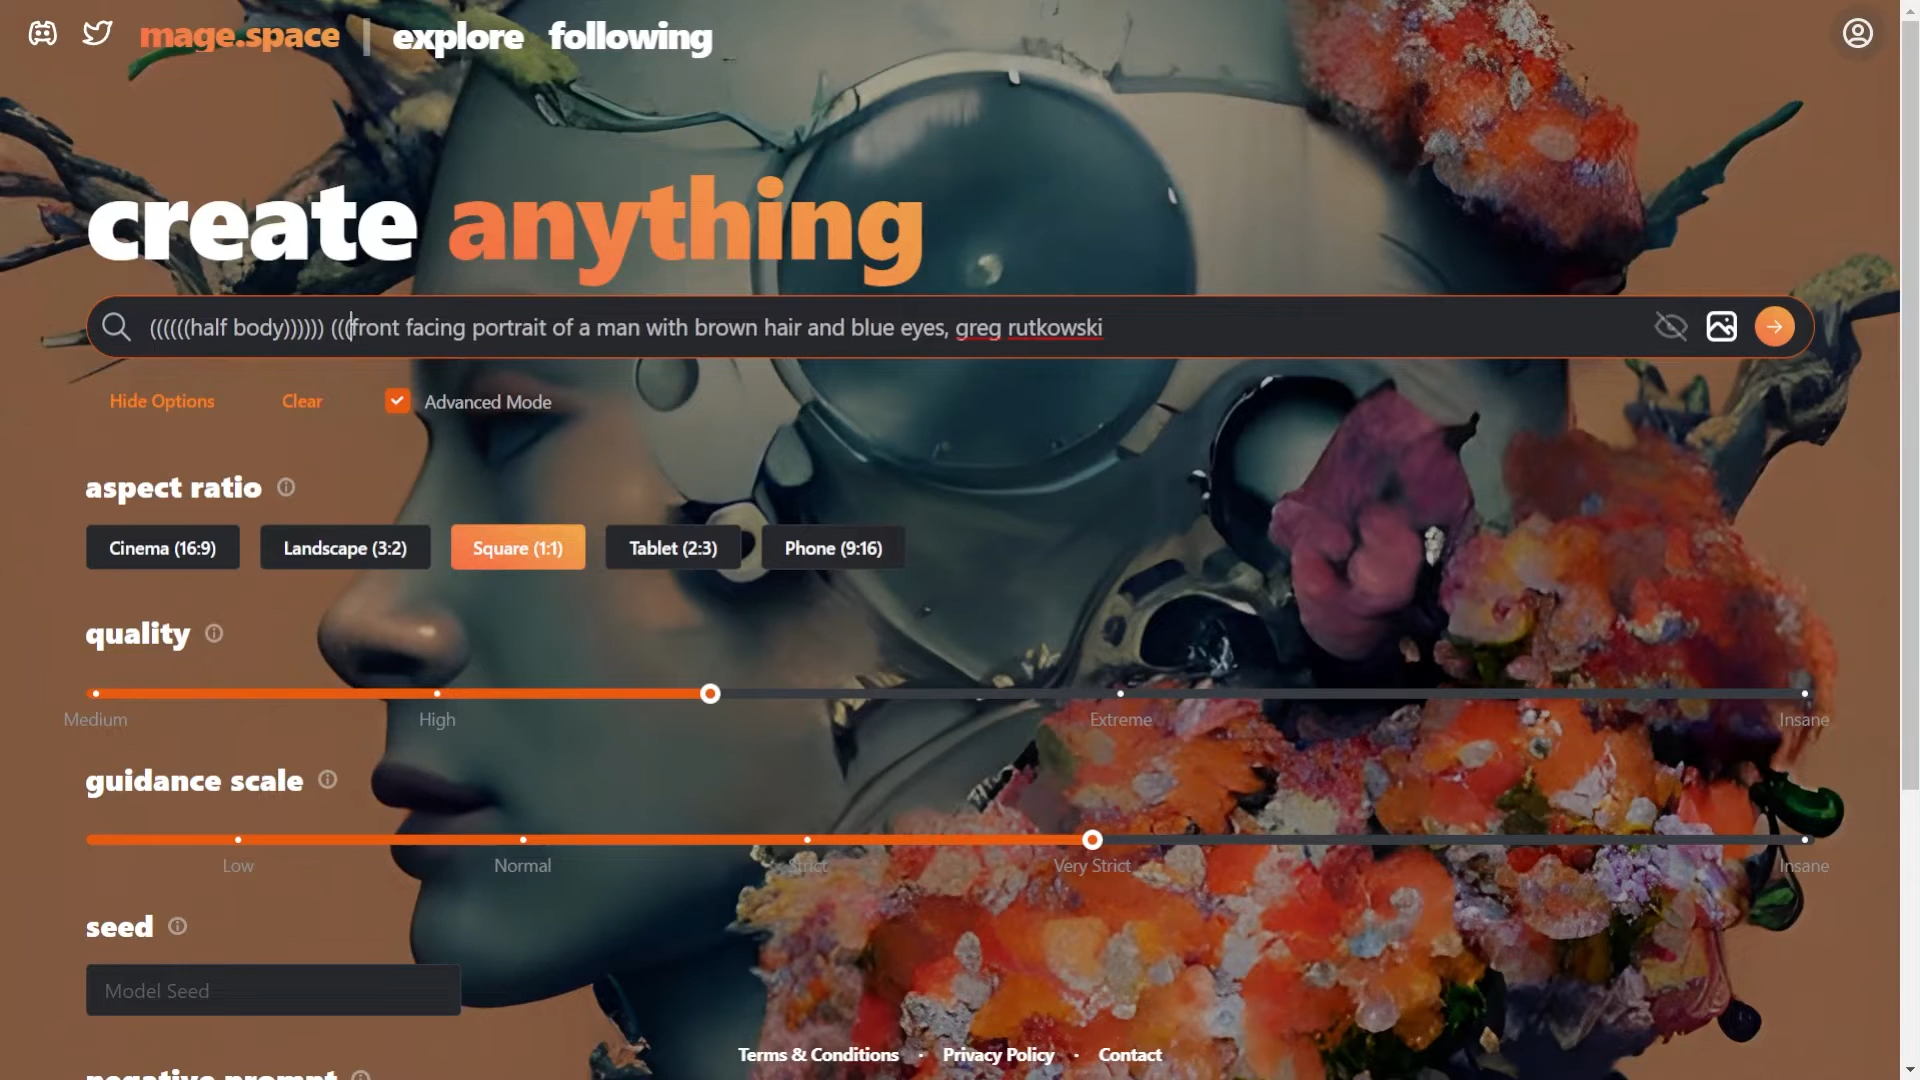 mage.space | explore following
create anything
((((((half body)))))) (((front facing portrait of a man with brown hair and blue eyes, greg rutkowski
Hide Options Clear Advanced Mode
aspect ratio
Cinema (16:9) Landscape (3:2) Square (1:1) Tablet (2:3) Phone (9:16)
quality
Medium High Extreme Insane
guidance scale
Low Normal Strict Very Strict Insane
seed
Model Seed
Terms & Conditions · Privacy Policy · Contact
negative prompt